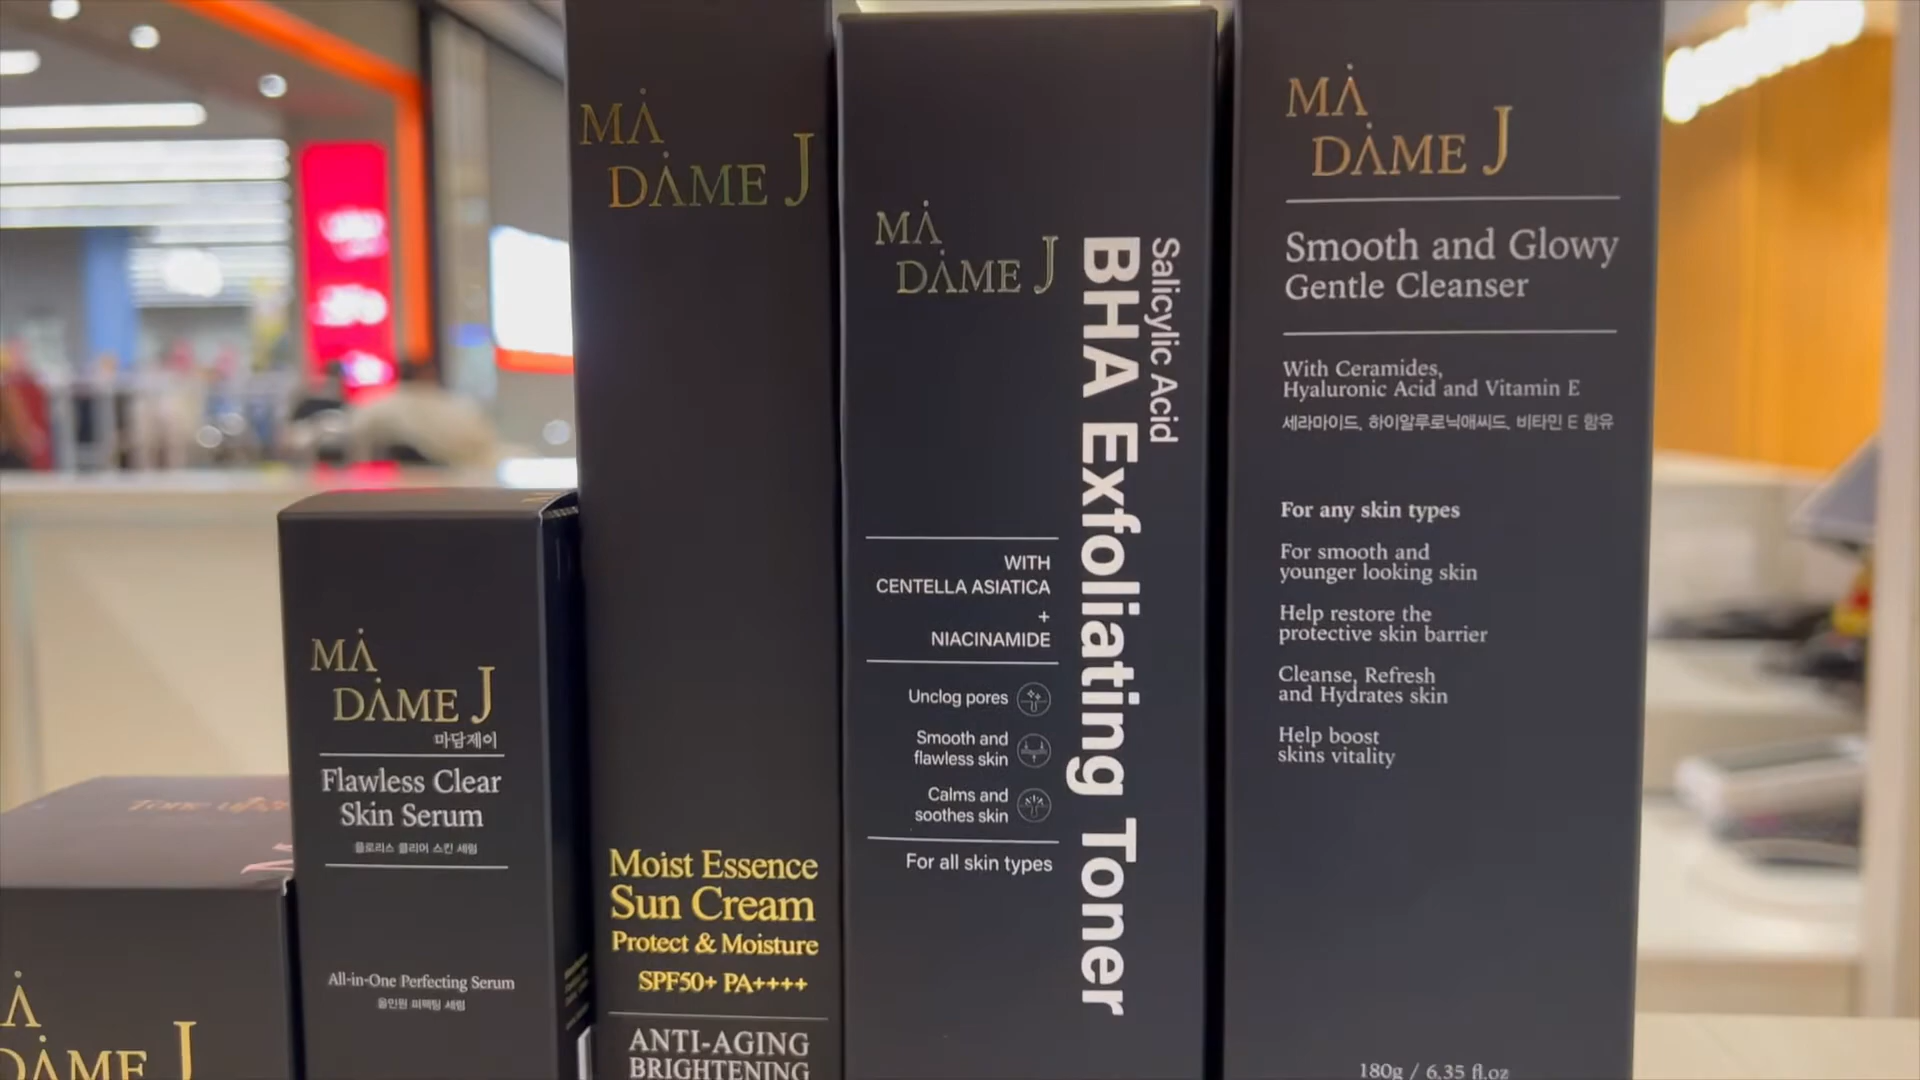 MA
DAME J
마담제이
Flawless Clear
Skin Serum
플로리스 클리어 스킨 세럼
All-in-One Perfecting Serum
올인원 퍼펙팅 세럼
MA
DAME J
Moist Essence
Sun Cream
Protect & Moisture
SPF50+ PA++++
ANTI-AGING
BRIGHTENING
MA
DAME J
WITH
CENTELLA ASIATICA
+
NIACINAMIDE
Unclog pores
Smooth and
flawless skin
Calms and
soothes skin
For all skin types
Salicylic Acid
BHA Exfoliating Toner
MA
DAME J
Smooth and Glowy
Gentle Cleanser
With Ceramides,
Hyaluronic Acid and Vitamin E
세라마이드, 하이알루로닉애씨드, 비타민 E 함유
For any skin types
For smooth and
younger looking skin
Help restore the
protective skin barrier
Cleanse, Refresh
and Hydrates skin
Help boost
skins vitality
180g / 6.35 fl.oz
A
DAME J